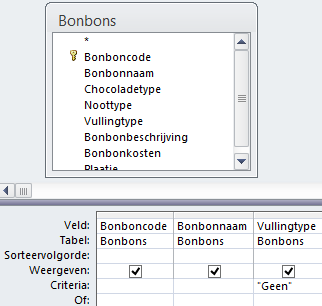 Bonbons
*
Bonboncode
Bonbonnaam
Chocoladetype
Noottype
Vullingtype
Bonbonbeschrijving
Bonbonkosten
Plaatje
Veld: Bonboncode Bonbonnaam Vullingtype
Tabel: Bonbons Bonbons Bonbons
Sorteervolgorde:
Weergeven:
Criteria: "Geen"
Of: